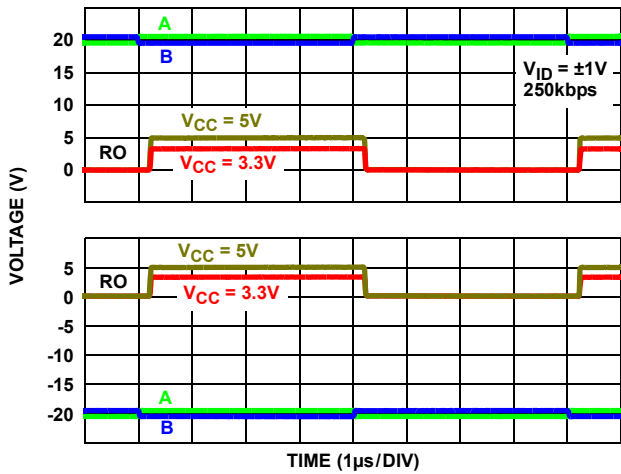 A
20
B
V_ID = ±1V
250kbps
15
10
V_CC = 5V
5
RO
V_CC = 3.3V
0
VOLTAGE (V)
V_CC = 5V
5
RO
V_CC = 3.3V
0
-5
-10
-15
A
-20
B
TIME (1µs/DIV)